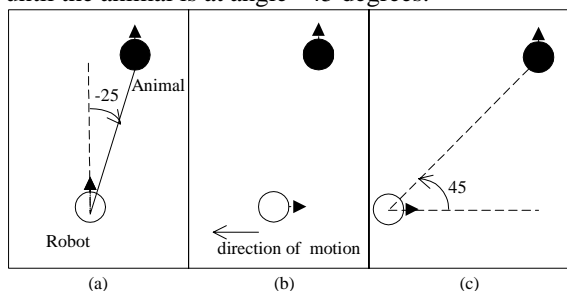 until the animal is at angle 45 degrees.
-25
Animal
Robot
(a)
direction of motion
(b)
45
(c)